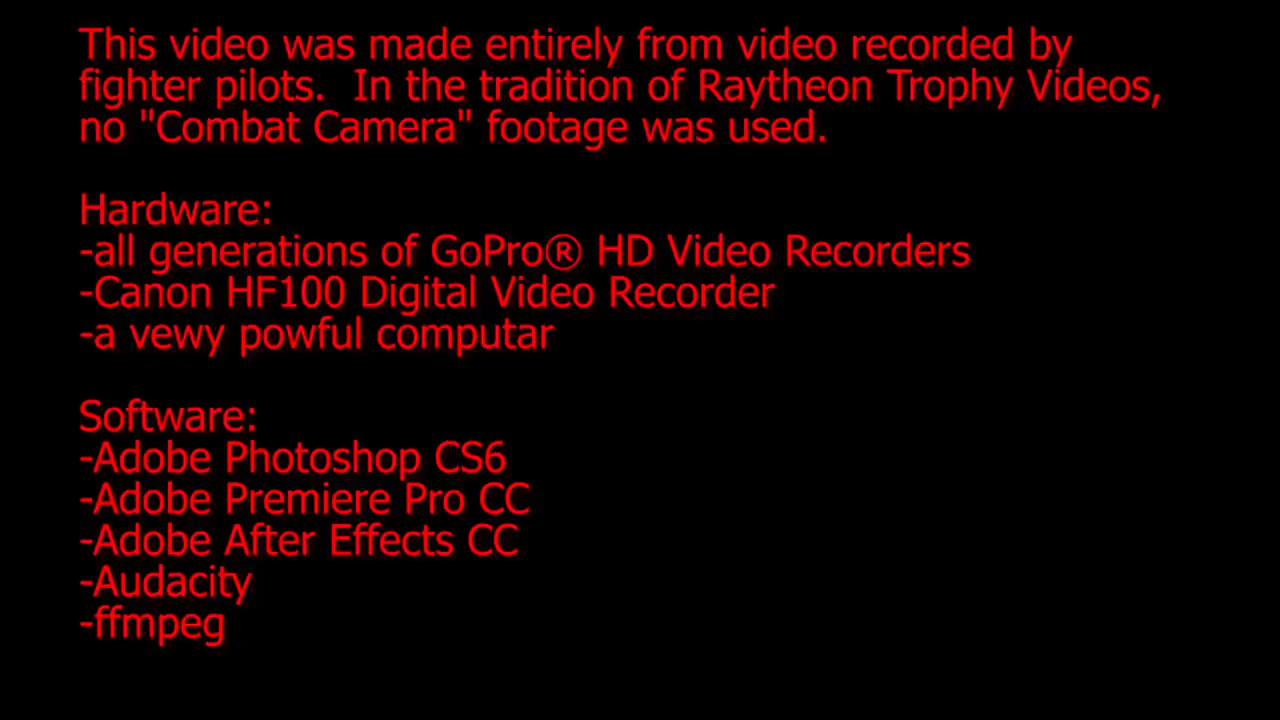 This video was made entirely from video recorded by
fighter pilots.  In the tradition of Raytheon Trophy Videos,
no "Combat Camera" footage was used.
Hardware:
-all generations of GoPro® HD Video Recorders
-Canon HF100 Digital Video Recorder
-a vewy powful computar
Software:
-Adobe Photoshop CS6
-Adobe Premiere Pro CC
-Adobe After Effects CC
-Audacity
-ffmpeg